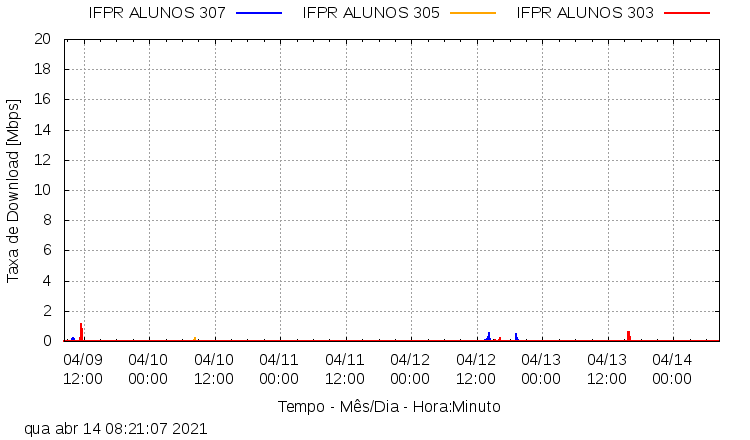 IFPR ALUNOS 307 IFPR ALUNOS 305 IFPR ALUNOS 303
Taxa de Download [Mbps]
20
18
16
14
12
10
8
6
4
2
0
04/09 04/10 04/10 04/11 04/11 04/12 04/12 04/13 04/13 04/14
12:00 00:00 12:00 00:00 12:00 00:00 12:00 00:00 12:00 00:00
Tempo - Mês/Dia - Hora:Minuto
qua abr 14 08:21:07 2021